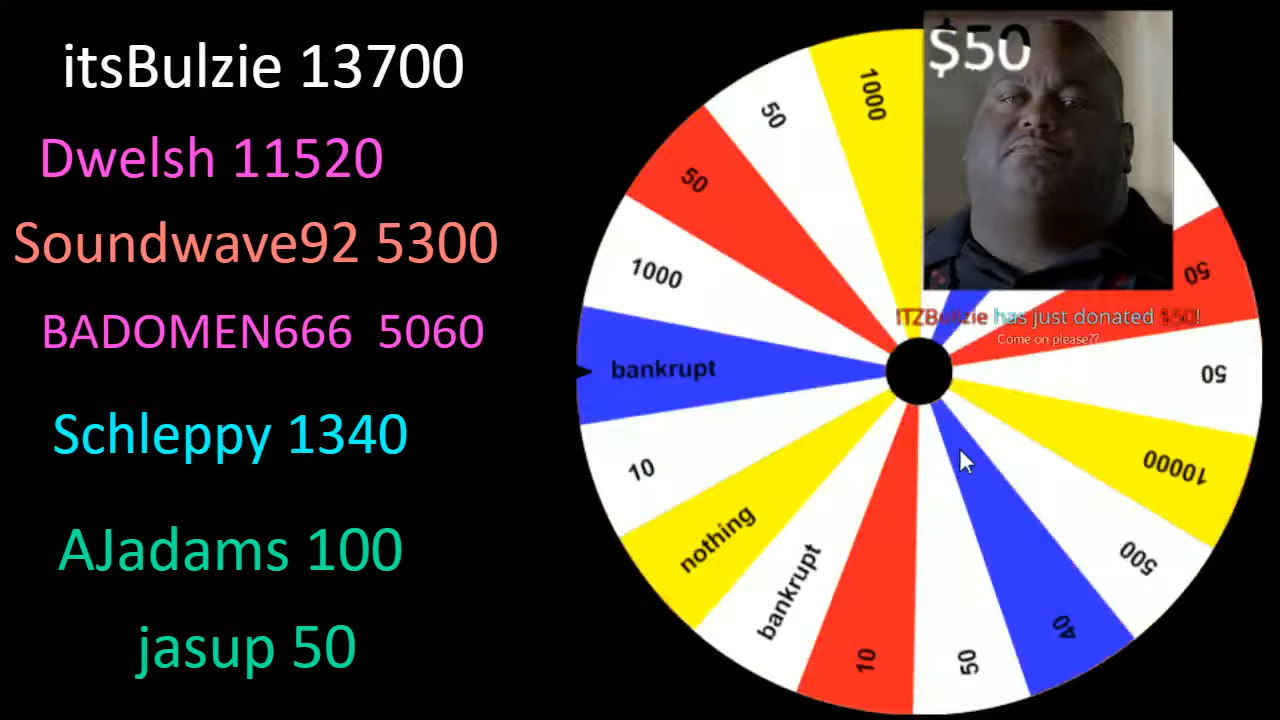 itsBulzie 13700
Dwelsh 11520
Soundwave92 5300
BADOMEN666 5060
Schleppy 1340
AJadams 100
jasup 50
$50
1000
50
50
1000
bankrupt
10
nothing
bankrupt
10
50
40
500
10000
50
50
ITZBullzie has just donated $50!
Come on please??